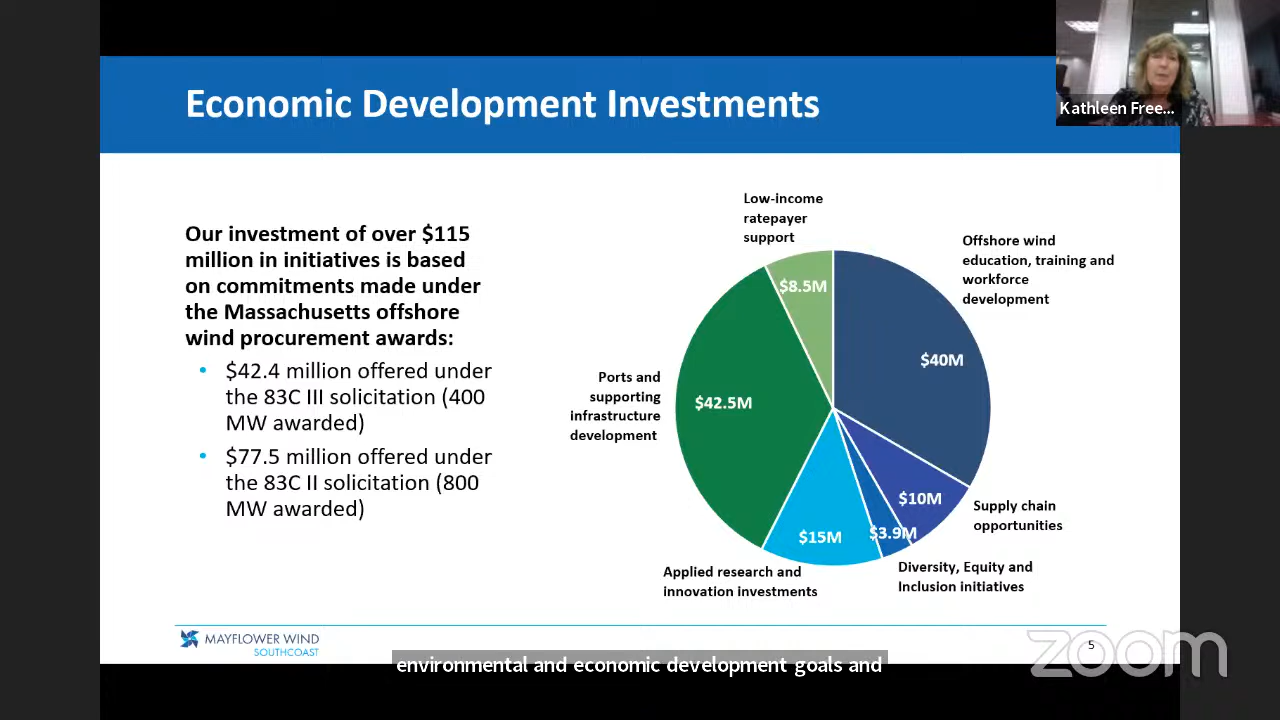 Economic Development Investments
Kathleen Free...
Our investment of over $115
million in initiatives is based
on commitments made under
the Massachusetts offshore
wind procurement awards:
• $42.4 million offered under
the 83C III solicitation (400
MW awarded)
• $77.5 million offered under
the 83C II solicitation (800
MW awarded)
Low-income
ratepayer
support
$8.5M
Offshore wind
education, training and
workforce
development
$40M
Ports and
supporting
infrastructure
development
$42.5M
$10M
Supply chain
opportunities
$3.9M
Diversity, Equity and
Inclusion initiatives
$15M
Applied research and
innovation investments
MAYFLOWER WIND
SOUTHCOAST
5
zoom
environmental and economic development goals and